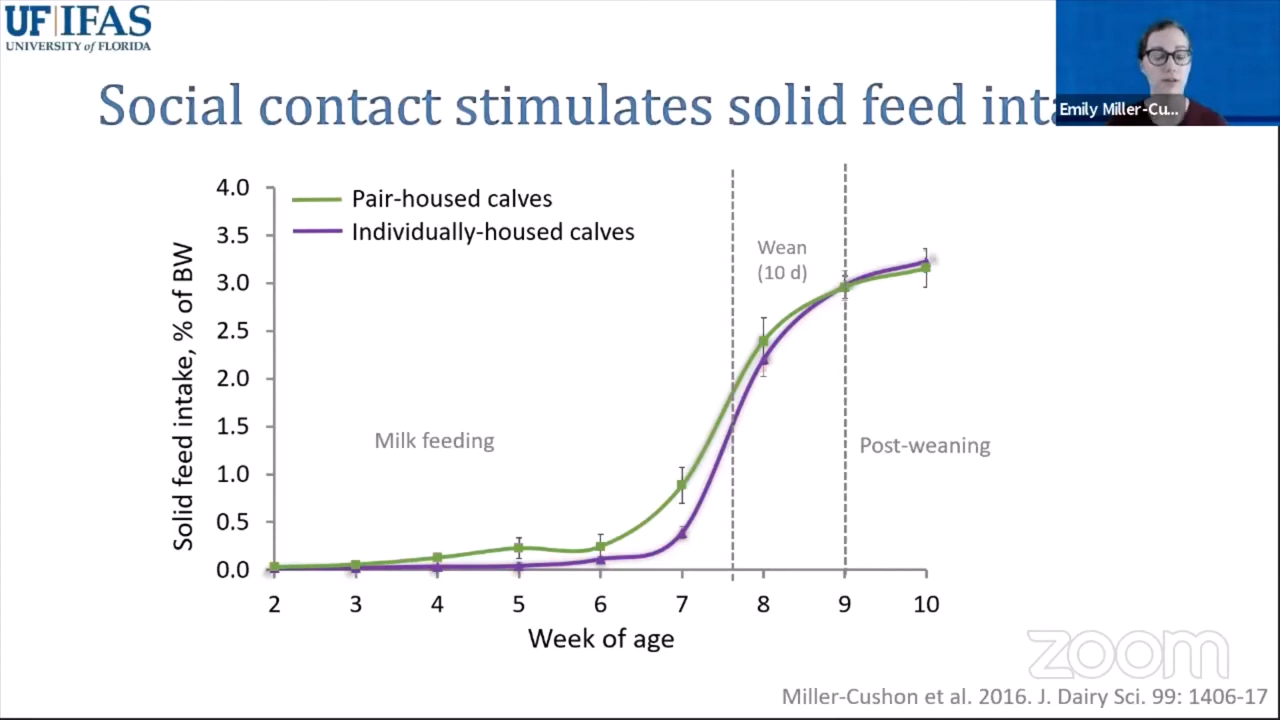 UF|IFAS
UNIVERSITY of FLORIDA
Social contact stimulates solid feed
Emily Miller-Cu...
4.0
3.5
3.0
2.5
2.0
1.5
1.0
0.5
0.0
Solid feed intake, % of BW
Pair-housed calves
Individually-housed calves
Wean
(10 d)
Milk feeding
Post-weaning
2 3 4 5 6 7 8 9 10
Week of age
zoom
Miller-Cushon et al. 2016. J. Dairy Sci. 99: 1406-17